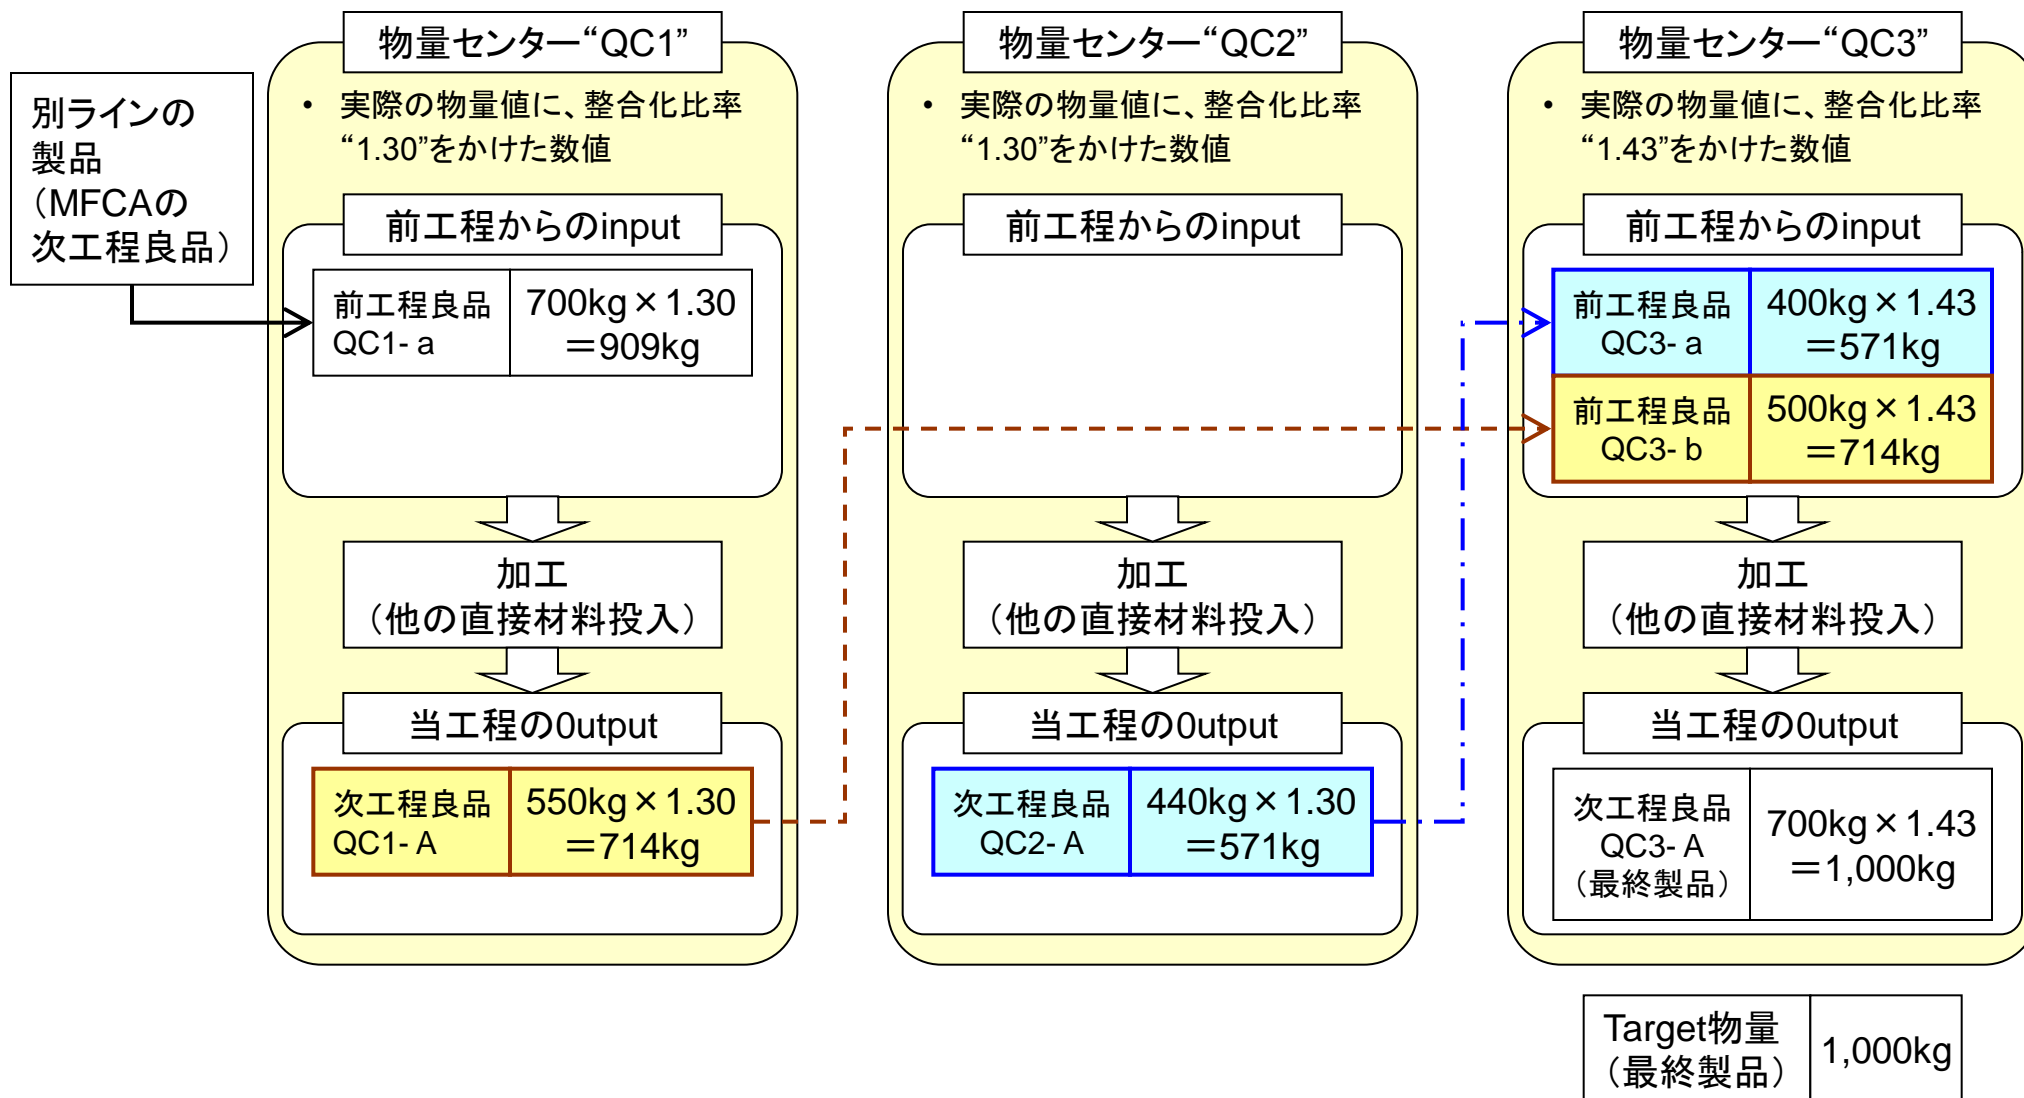 別ラインの
製品
（MFCAの
次工程良品）
物量センター“QC1”
• 実際の物量値に、整合化比率
“1.30”をかけた数値
前工程からのinput
前工程良品
QC1- a
700kg×1.30
＝909kg
加工
（他の直接材料投入）
当工程の0utput
次工程良品
QC1- A
550kg×1.30
＝714kg
物量センター“QC2”
• 実際の物量値に、整合化比率
“1.30”をかけた数値
前工程からのinput
加工
（他の直接材料投入）
当工程の0utput
次工程良品
QC2- A
440kg×1.30
＝571kg
物量センター“QC3”
• 実際の物量値に、整合化比率
“1.43”をかけた数値
前工程からのinput
前工程良品
QC3- a
400kg×1.43
＝571kg
前工程良品
QC3- b
500kg×1.43
＝714kg
加工
（他の直接材料投入）
当工程の0utput
次工程良品
QC3- A
（最終製品）
700kg×1.43
＝1,000kg
Target物量
（最終製品）
1,000kg